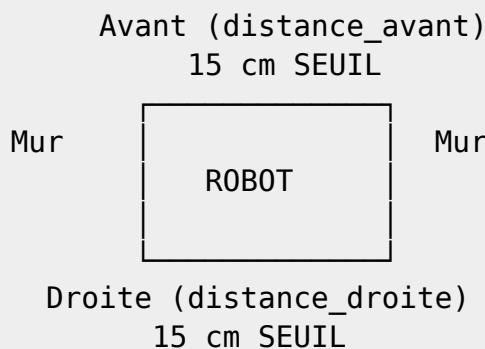 Avant (distance_avant)
15 cm SEUIL
Mur Mur
ROBOT
Droite (distance_droite)
15 cm SEUIL